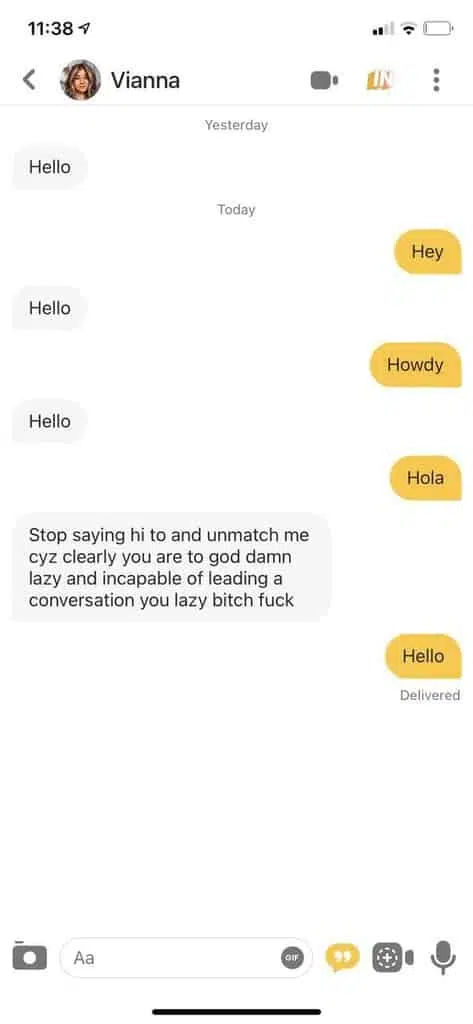 11:38
Vianna
IN
Yesterday
Hello
Today
Hey
Hello
Howdy
Hello
Hola
Stop saying hi to and unmatch me
cyz clearly you are to god damn
lazy and incapable of leading a
conversation you lazy bitch fuck
Hello
Delivered
Aa
GIF